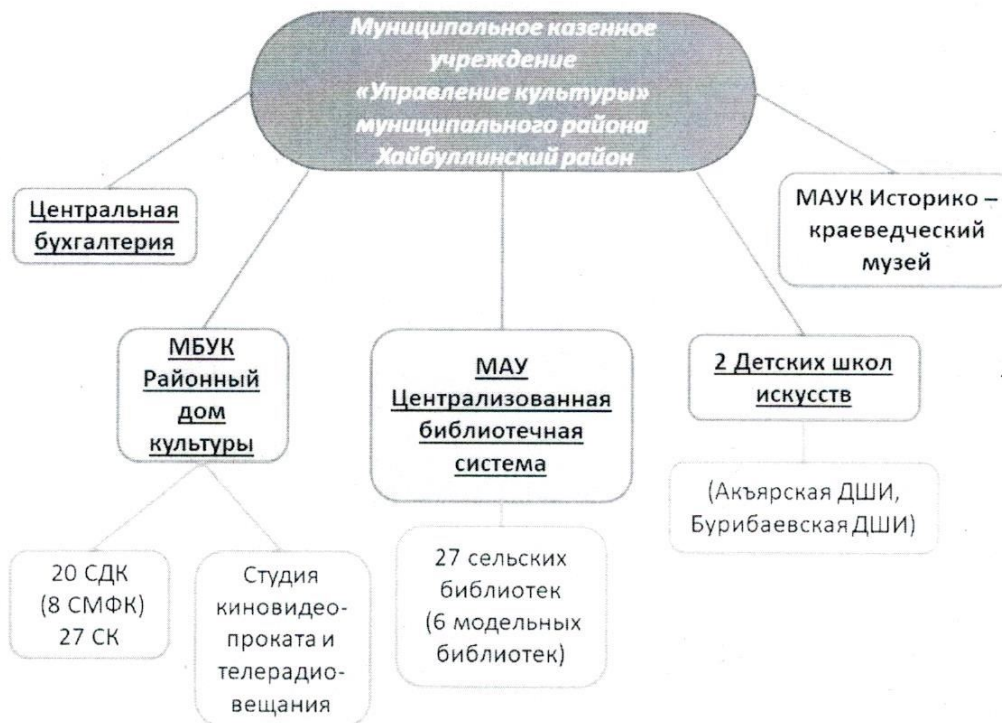 Муниципальное казенное
учреждение
«Управление культуры»
муниципального района
Хайбуллинский район
Центральная
бухгалтерия
МАУК Историко –
краеведческий
музей
МБУК
Районный
дом
культуры
МАУ
Централизованная
библиотечная
система
2 Детских школ
искусств
(Акъярская ДШИ,
Бурибаевская ДШИ)
20 СДК
(8 СМФК)
27 СК
Студия
киновидео-
проката и
телерадио-
вещания
27 сельских
библиотек
(6 модельных
библиотек)